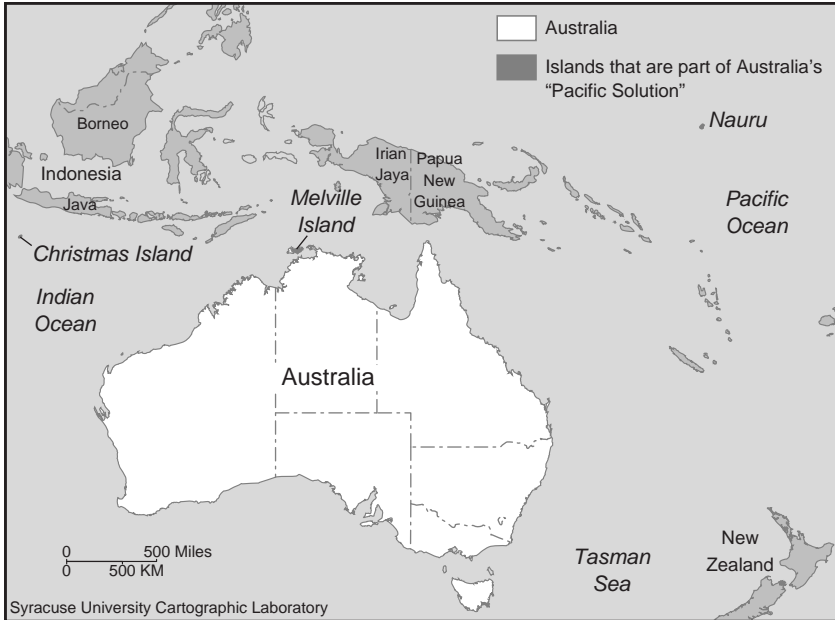 Australia
Islands that are part of Australia's
“Pacific Solution”
Nauru
Borneo
Irian
Jaya
Papua
New
Guinea
Indonesia
Java
Melville
Island
Pacific
Ocean
Christmas Island
Indian
Ocean
Australia
0 500 Miles
0 500 KM
Tasman
Sea
New
Zealand
Syracuse University Cartographic Laboratory